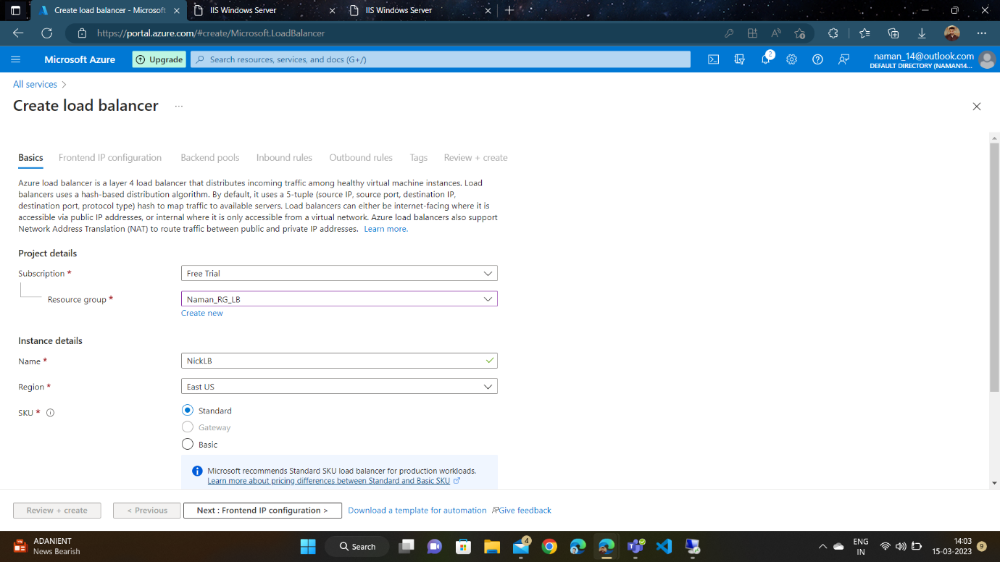 Create load balancer - Microsoft
IIS Windows Server
IIS Windows Server
https://portal.azure.com/#create/Microsoft.LoadBalancer
Microsoft Azure
Upgrade
Search resources, services, and docs (G+/)
2
naman_14@outlook.com
DEFAULT DIRECTORY (NAMAN14...
All services
Create load balancer
...
Basics
Frontend IP configuration
Backend pools
Inbound rules
Outbound rules
Tags
Review + create
Azure load balancer is a layer 4 load balancer that distributes incoming traffic among healthy virtual machine instances. Load
balancers uses a hash-based distribution algorithm. By default, it uses a 5-tuple (source IP, source port, destination IP,
destination port, protocol type) hash to map traffic to available servers. Load balancers can either be internet-facing where it is
accessible via public IP addresses, or internal where it is only accessible from a virtual network. Azure load balancers also support
Network Address Translation (NAT) to route traffic between public and private IP addresses. Learn more.
Project details
Subscription *
Free Trial
Resource group *
Naman_RG_LB
Create new
Instance details
Name *
NickLB
Region *
East US
SKU *
Standard
Gateway
Basic
Microsoft recommends Standard SKU load balancer for production workloads.
Learn more about pricing differences between Standard and Basic SKU
Review + create
< Previous
Next : Frontend IP configuration >
Download a template for automation
Give feedback
ADANIENT
News Bearish
Search
4
ENG
IN
14:03
15-03-2023
9